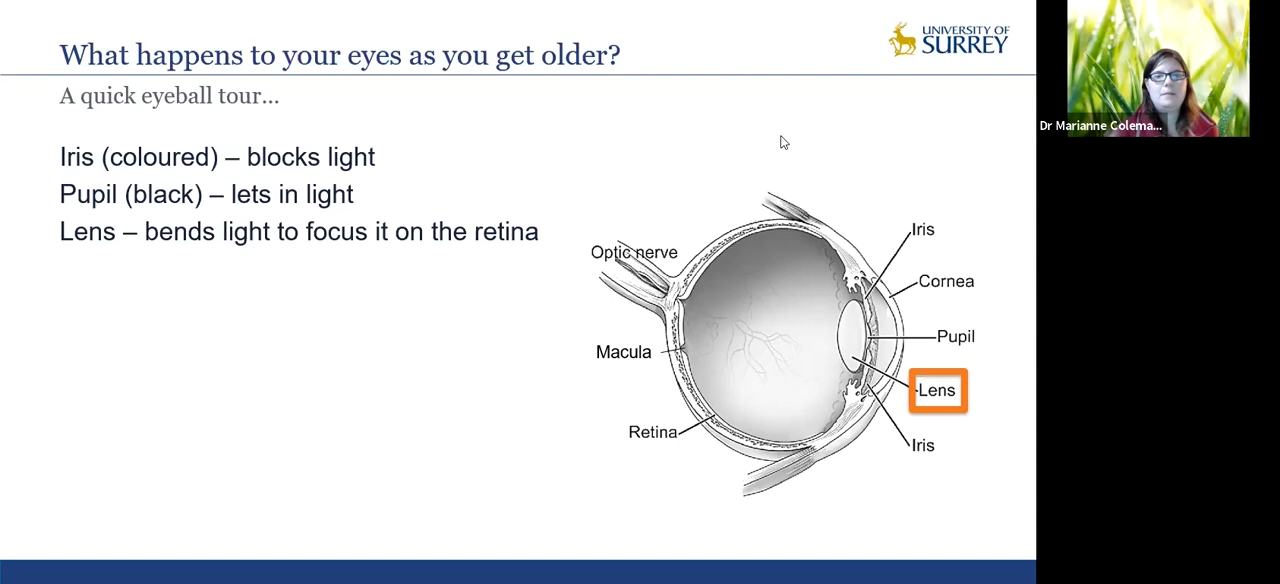 What happens to your eyes as you get older?
UNIVERSITY OF
SURREY
A quick eyeball tour...
Iris (coloured) – blocks light
Pupil (black) – lets in light
Lens – bends light to focus it on the retina
Optic nerve
Macula
Retina
Iris
Cornea
Pupil
Lens
Iris
Dr Marianne Colema...